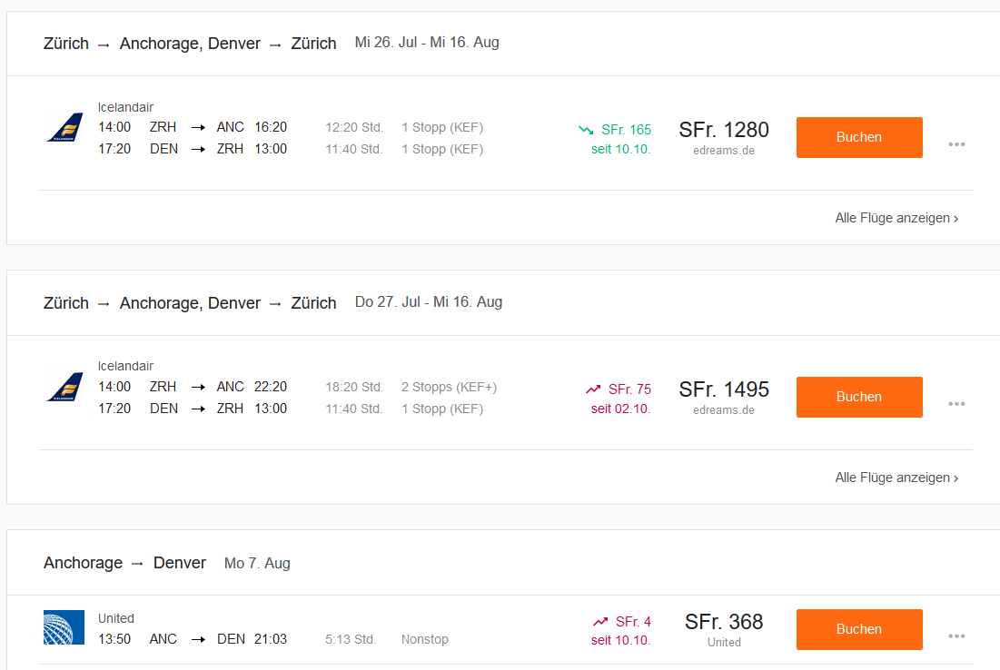 Zürich → Anchorage, Denver → Zürich Mi 26. Jul - Mi 16. Aug
Icelandair
14:00 ZRH → ANC 16:20 12:20 Std. 1 Stopp (KEF)
17:20 DEN → ZRH 13:00 11:40 Std. 1 Stopp (KEF)
SFr. 165
seit 10.10.
SFr. 1280
edreams.de
Buchen
Alle Flüge anzeigen ›
Zürich → Anchorage, Denver → Zürich Do 27. Jul - Mi 16. Aug
Icelandair
14:00 ZRH → ANC 22:20 18:20 Std. 2 Stopps (KEF+)
17:20 DEN → ZRH 13:00 11:40 Std. 1 Stopp (KEF)
SFr. 75
seit 02.10.
SFr. 1495
edreams.de
Buchen
Alle Flüge anzeigen ›
Anchorage → Denver Mo 7. Aug
United
13:50 ANC → DEN 21:03 5:13 Std. Nonstop
SFr. 4
seit 10.10.
SFr. 368
United
Buchen